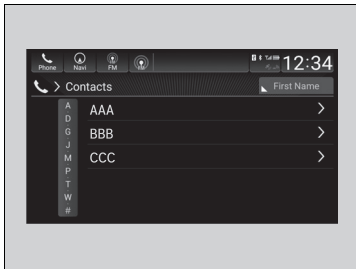 Phone Navi FM
12:34
Contacts First Name
A
D
G
J
M
P
T
W
#
AAA
BBB
CCC